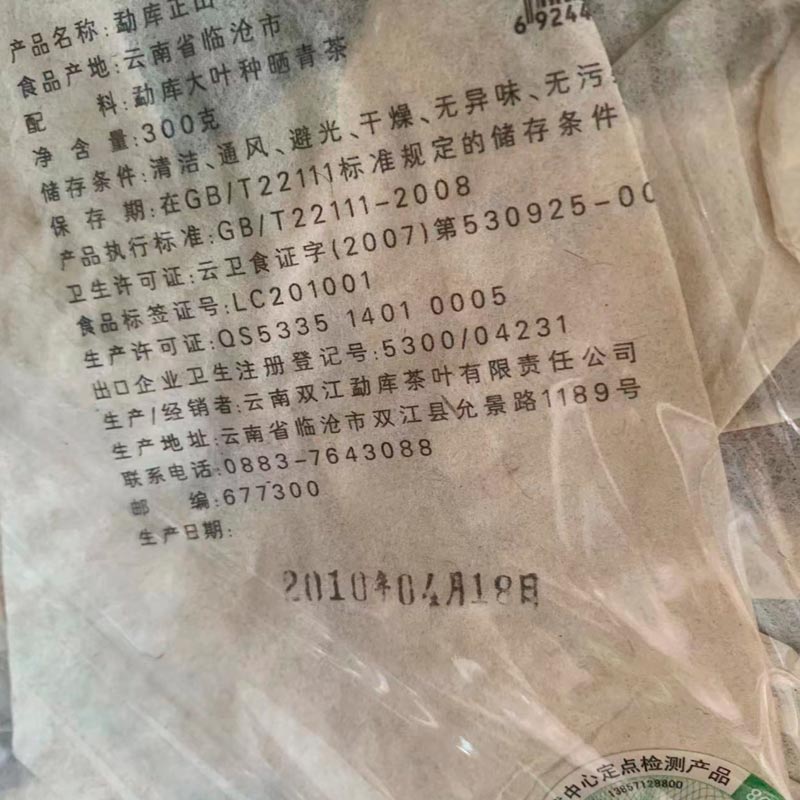 产品名称:勐库正山
食品产地:云南省临沧市
配 料:勐库大叶种晒青茶
净 含 量:300克
储存条件:清洁、通风、避光、干燥、无异味、无污
保 存 期:在GB/T22111标准规定的储存条件
产品执行标准:GB/T22111-2008
卫生许可证:云卫食证字(2007)第530925-00
食品标签证号:LC201001
生产许可证:QS5335 1401 0005
出口企业卫生注册登记号:5300/04231
生产/经销者:云南双江勐库茶叶有限责任公司
生产地址:云南省临沧市双江县允景路1189号
联系电话:0883-7643088
邮 编:677300
生产日期:
2010年04月18日
69244
中心定点检测产品
13857128800